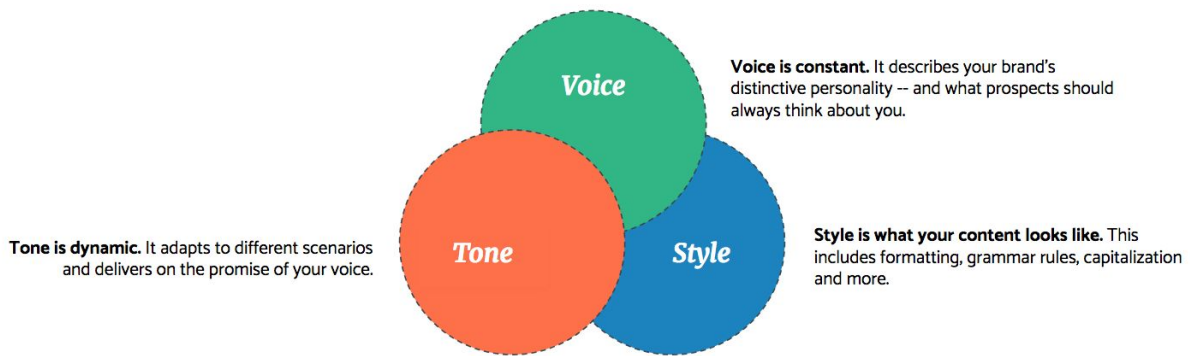 Voice
Voice is constant. It describes your brand's
distinctive personality -- and what prospects should
always think about you.
Tone is dynamic. It adapts to different scenarios
and delivers on the promise of your voice.
Tone
Style
Style is what your content looks like. This
includes formatting, grammar rules, capitalization
and more.